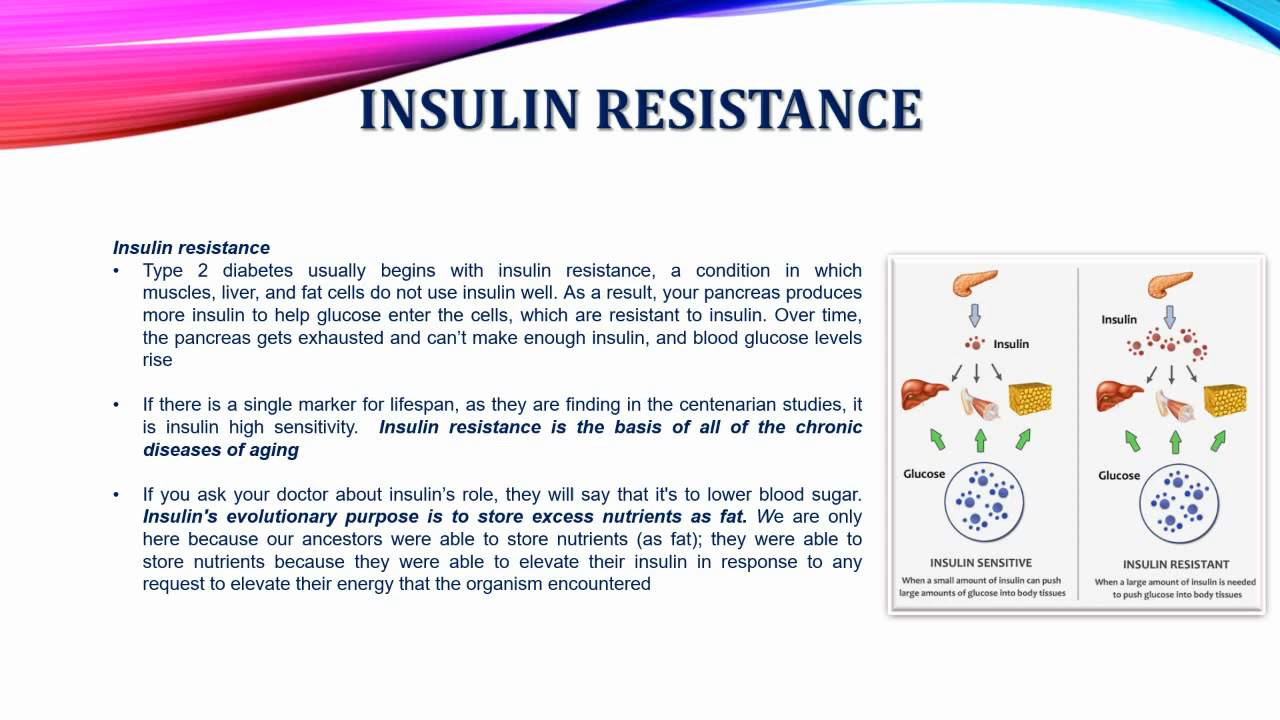 INSULIN RESISTANCE
Insulin resistance
• Type 2 diabetes usually begins with insulin resistance, a condition in which
muscles, liver, and fat cells do not use insulin well. As a result, your pancreas produces
more insulin to help glucose enter the cells, which are resistant to insulin. Over time,
the pancreas gets exhausted and can’t make enough insulin, and blood glucose levels
rise
• If there is a single marker for lifespan, as they are finding in the centenarian studies, it
is insulin high sensitivity. Insulin resistance is the basis of all of the chronic
diseases of aging
• If you ask your doctor about insulin’s role, they will say that it's to lower blood sugar.
Insulin's evolutionary purpose is to store excess nutrients as fat. We are only
here because our ancestors were able to store nutrients (as fat); they were able to
store nutrients because they were able to elevate their insulin in response to any
request to elevate their energy that the organism encountered
Insulin
Glucose
INSULIN SENSITIVE
When a small amount of insulin can push
large amounts of glucose into body tissues
Insulin
Glucose
INSULIN RESISTANT
When a large amount of insulin is needed
to push glucose into body tissues